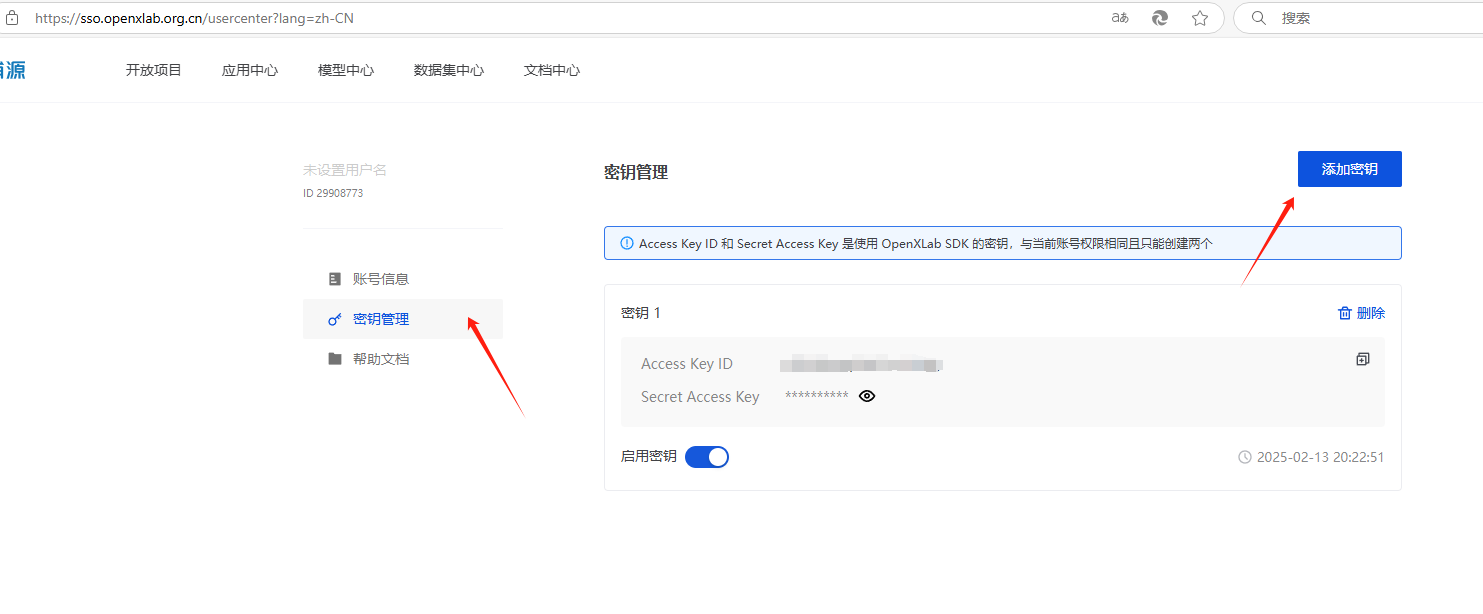 https://sso.openxlab.org.cn/usercenter?lang=zh-CN
aあ
搜索
源
开放项目
应用中心
模型中心
数据集中心
文档中心
未设置用户名
ID 29908773
账号信息
密钥管理
帮助文档
密钥管理
添加密钥
Access Key ID 和 Secret Access Key 是使用 OpenXLab SDK 的密钥，与当前账号权限相同且只能创建两个
密钥 1
删除
Access Key ID
Secret Access Key
**********
启用密钥
2025-02-13 20:22:51